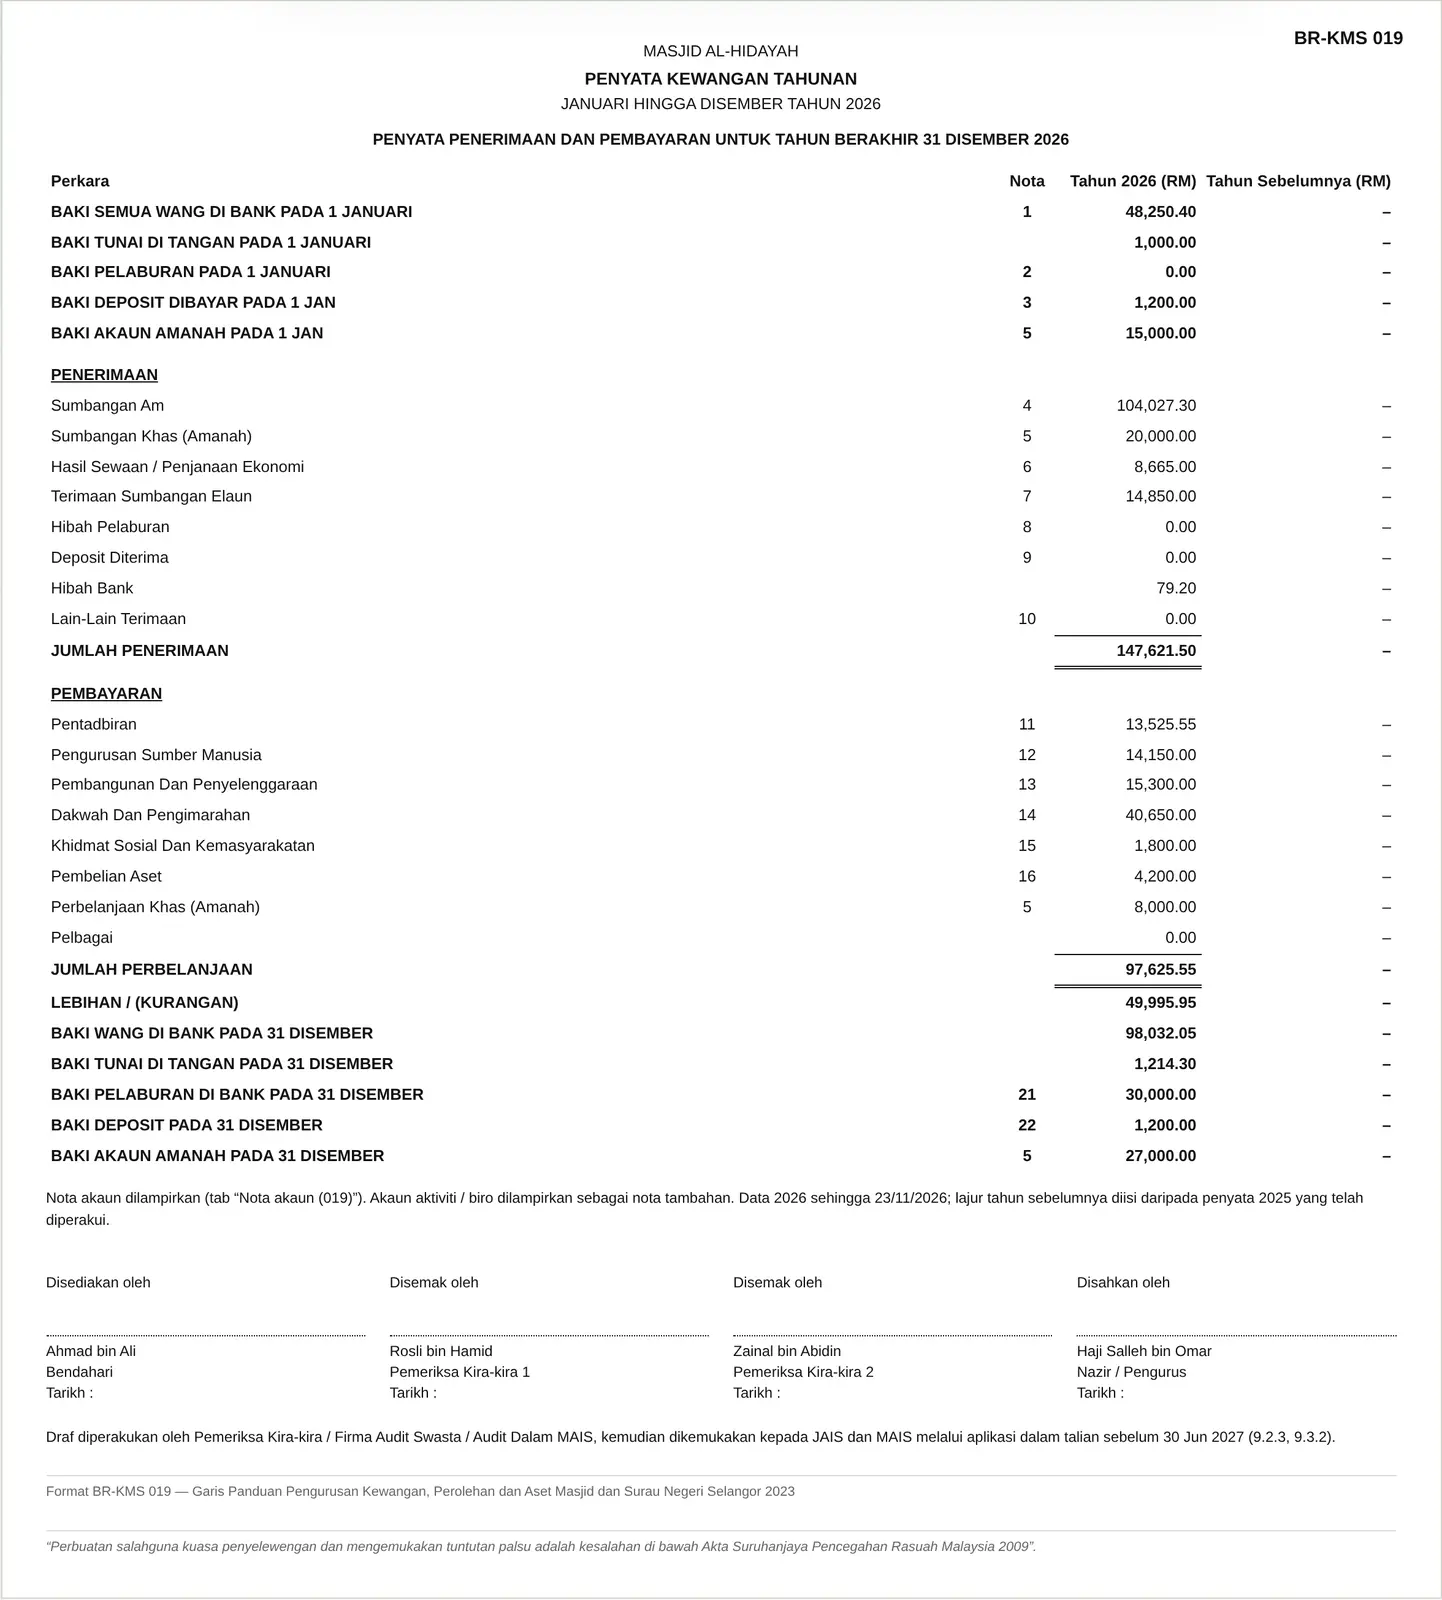 BR-KMS 019
MASJID AL-HIDAYAH
PENYATA KEWANGAN TAHUNAN
JANUARI HINGGA DISEMBER TAHUN 2026
PENYATA PENERIMAAN DAN PEMBAYARAN UNTUK TAHUN BERAKHIR 31 DISEMBER 2026
Perkara Nota Tahun 2026 (RM) Tahun Sebelumnya (RM)
BAKI SEMUA WANG DI BANK PADA 1 JANUARI 1 48,250.40 –
BAKI TUNAI DI TANGAN PADA 1 JANUARI 1,000.00 –
BAKI PELABURAN PADA 1 JANUARI 2 0.00 –
BAKI DEPOSIT DIBAYAR PADA 1 JAN 3 1,200.00 –
BAKI AKAUN AMANAH PADA 1 JAN 5 15,000.00 –
PENERIMAAN
Sumbangan Am 4 104,027.30 –
Sumbangan Khas (Amanah) 5 20,000.00 –
Hasil Sewaan / Penjanaan Ekonomi 6 8,665.00 –
Terimaan Sumbangan Elaun 7 14,850.00 –
Hibah Pelaburan 8 0.00 –
Deposit Diterima 9 0.00 –
Hibah Bank 79.20 –
Lain-Lain Terimaan 10 0.00 –
JUMLAH PENERIMAAN 147,621.50 –
PEMBAYARAN
Pentadbiran 11 13,525.55 –
Pengurusan Sumber Manusia 12 14,150.00 –
Pembangunan Dan Penyelenggaraan 13 15,300.00 –
Dakwah Dan Pengimarahan 14 40,650.00 –
Khidmat Sosial Dan Kemasyarakatan 15 1,800.00 –
Pembelian Aset 16 4,200.00 –
Perbelanjaan Khas (Amanah) 5 8,000.00 –
Pelbagai 0.00 –
JUMLAH PERBELANJAAN 97,625.55 –
LEBIHAN / (KURANGAN) 49,995.95 –
BAKI WANG DI BANK PADA 31 DISEMBER 98,032.05 –
BAKI TUNAI DI TANGAN PADA 31 DISEMBER 1,214.30 –
BAKI PELABURAN DI BANK PADA 31 DISEMBER 21 30,000.00 –
BAKI DEPOSIT PADA 31 DISEMBER 22 1,200.00 –
BAKI AKAUN AMANAH PADA 31 DISEMBER 5 27,000.00 –
Nota akaun dilampirkan (tab “Nota akaun (019)”). Akaun aktiviti / biro dilampirkan sebagai nota tambahan. Data 2026 sehingga 23/11/2026; lajur tahun sebelumnya diisi daripada penyata 2025 yang telah
diperakui.
Disediakan oleh Disemak oleh Disemak oleh Disahkan oleh
Ahmad bin Ali Rosli bin Hamid Zainal bin Abidin Haji Salleh bin Omar
Bendahari Pemeriksa Kira-kira 1 Pemeriksa Kira-kira 2 Nazir / Pengurus
Tarikh : Tarikh : Tarikh : Tarikh :
Draf diperakukan oleh Pemeriksa Kira-kira / Firma Audit Swasta / Audit Dalam MAIS, kemudian dikemukakan kepada JAIS dan MAIS melalui aplikasi dalam talian sebelum 30 Jun 2027 (9.2.3, 9.3.2).
Format BR-KMS 019 — Garis Panduan Pengurusan Kewangan, Perolehan dan Aset Masjid dan Surau Negeri Selangor 2023
“Perbuatan salahguna kuasa penyelewengan dan mengemukakan tuntutan palsu adalah kesalahan di bawah Akta Suruhanjaya Pencegahan Rasuah Malaysia 2009”.